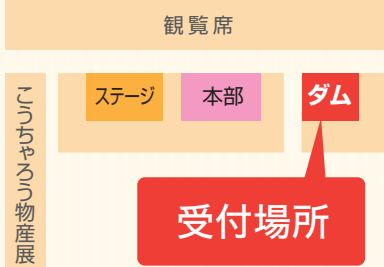 観覧席
ステージ
本部
ダム
受付場所
こうちゃろう物産展